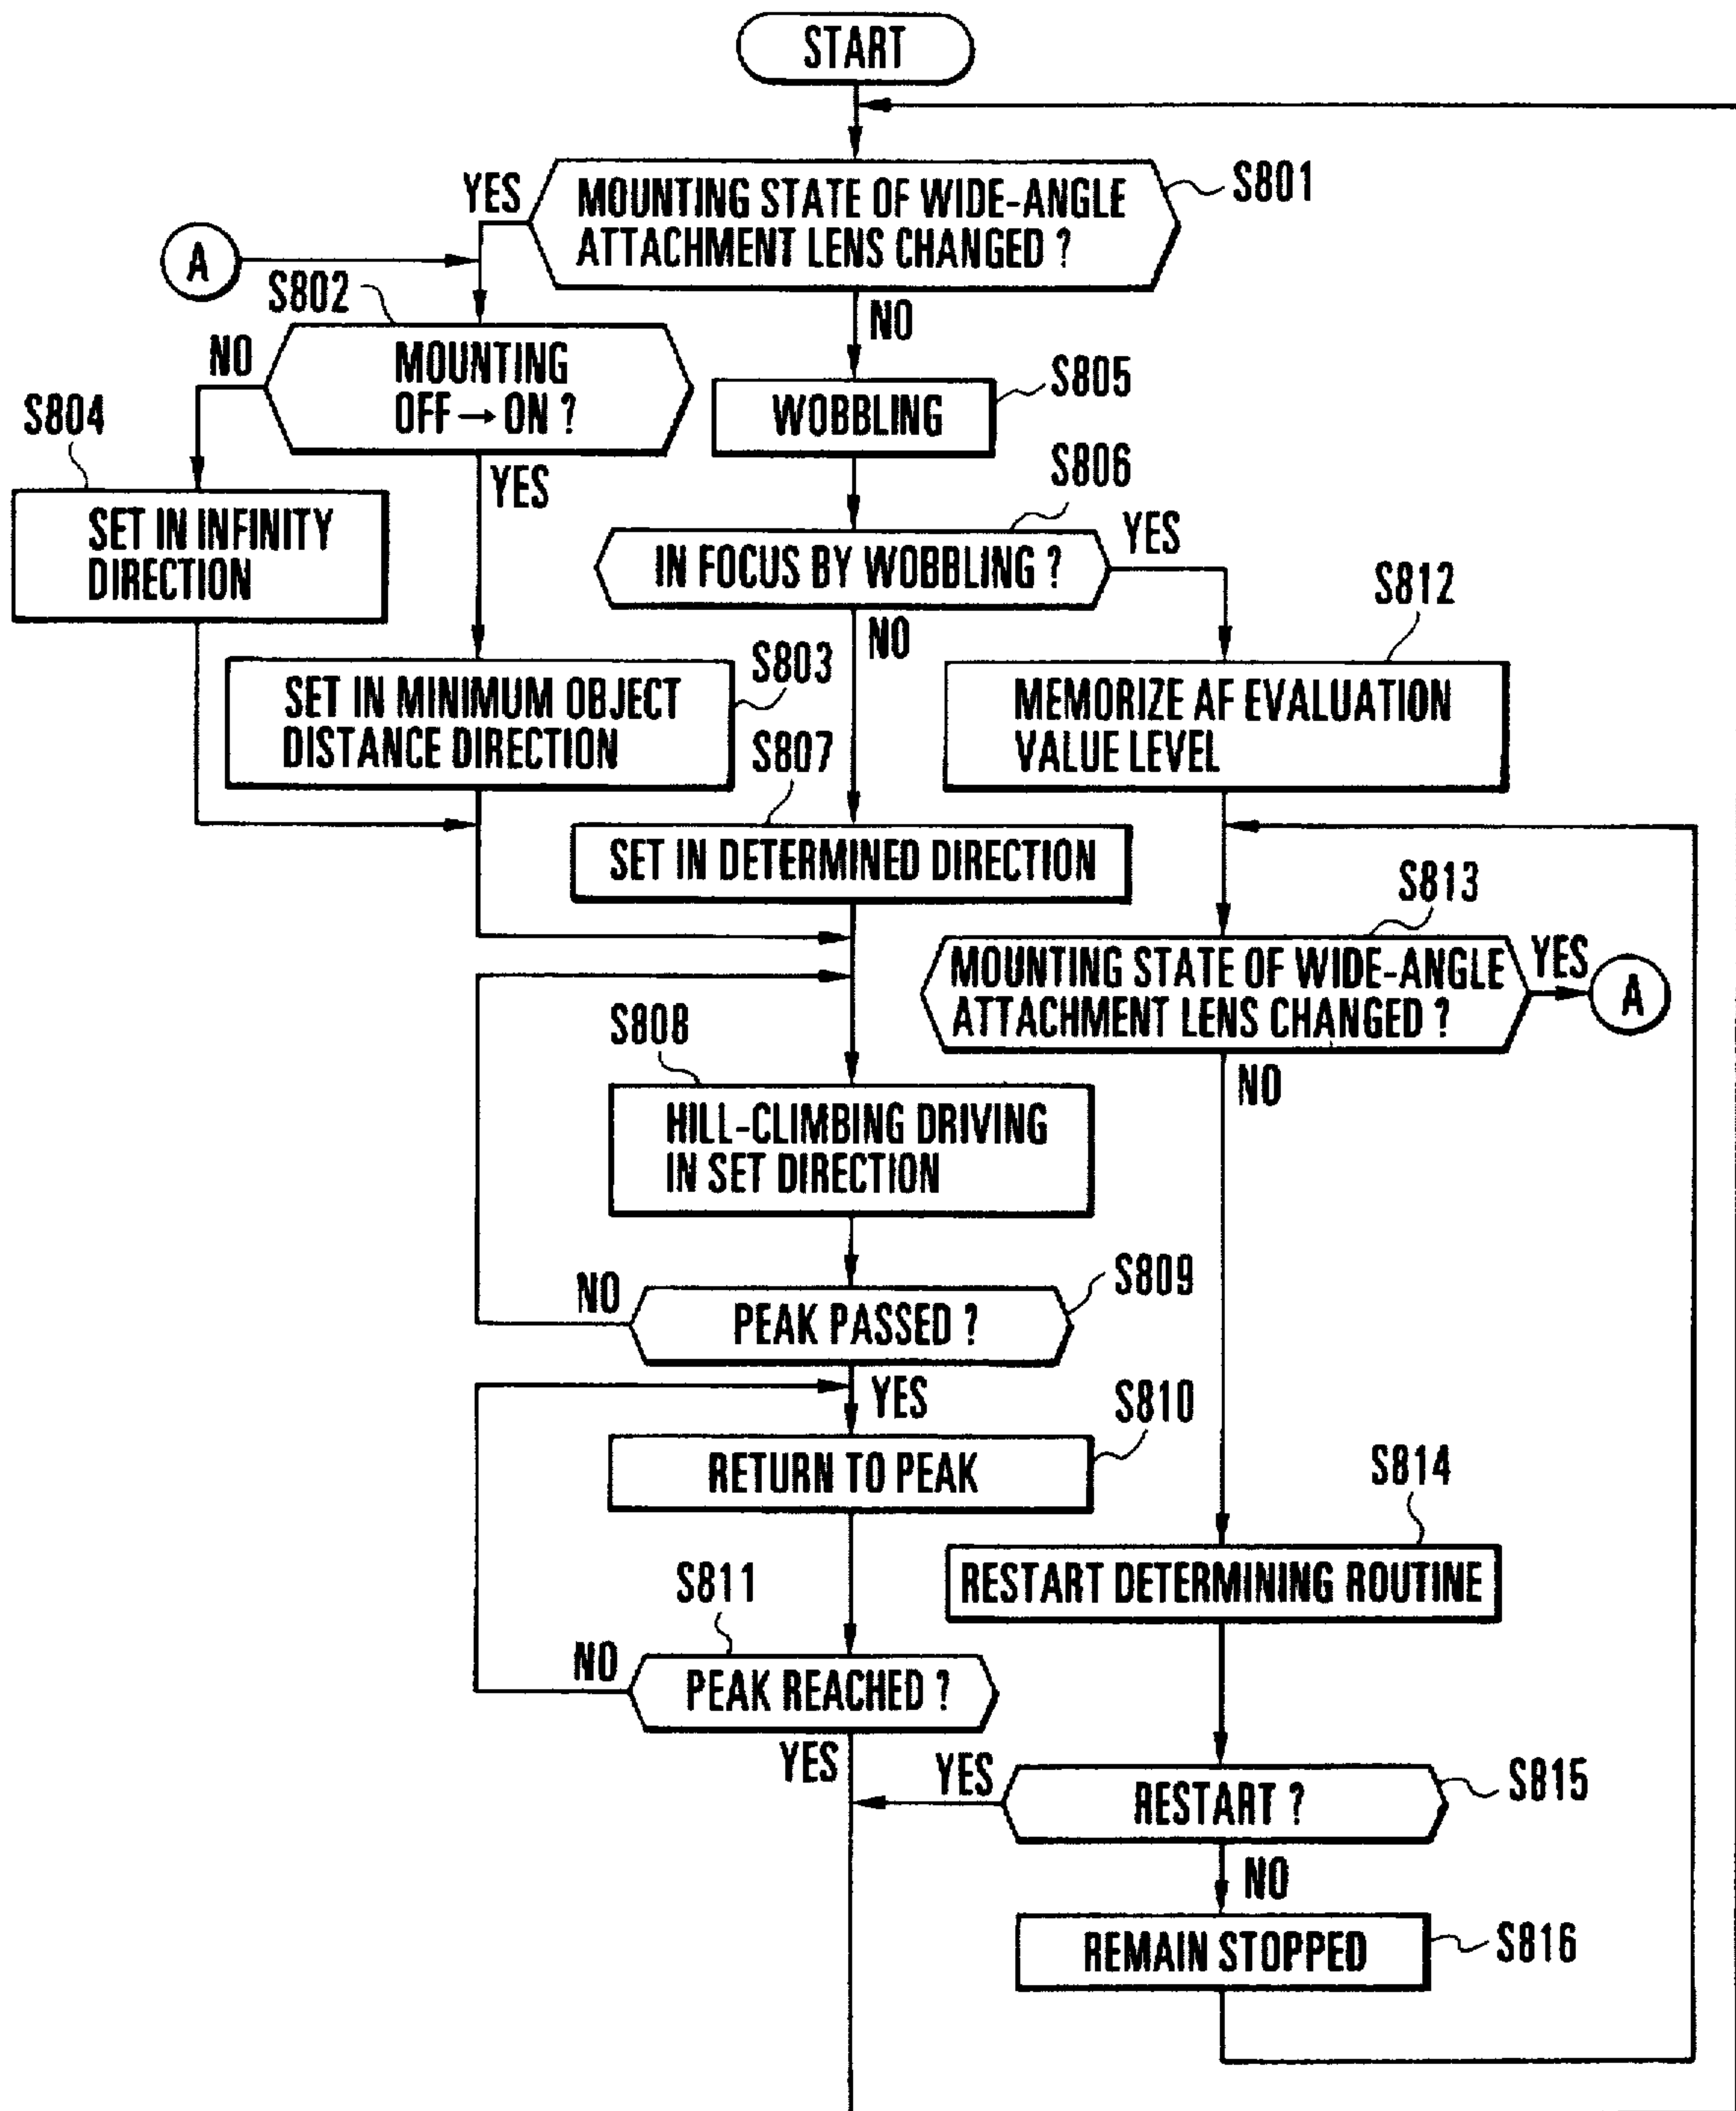 START
MOUNTING STATE OF WIDE-ANGLE
ATTACHMENT LENS CHANGED ?
S801
YES
A
S802
NO
MOUNTING
OFF → ON ?
NO
S805
WOBBLING
S804
YES
S806
SET IN INFINITY
DIRECTION
IN FOCUS BY WOBBLING ?
YES
S812
NO
S803
SET IN MINIMUM OBJECT
DISTANCE DIRECTION
MEMORIZE AF EVALUATION
VALUE LEVEL
S807
SET IN DETERMINED DIRECTION
S813
MOUNTING STATE OF WIDE-ANGLE
ATTACHMENT LENS CHANGED ?
YES
A
S808
NO
HILL-CLIMBING DRIVING
IN SET DIRECTION
S809
NO
PEAK PASSED ?
YES
S810
RETURN TO PEAK
S814
RESTART DETERMINING ROUTINE
S811
NO
PEAK REACHED ?
YES
YES
RESTART ?
S815
NO
REMAIN STOPPED
S816